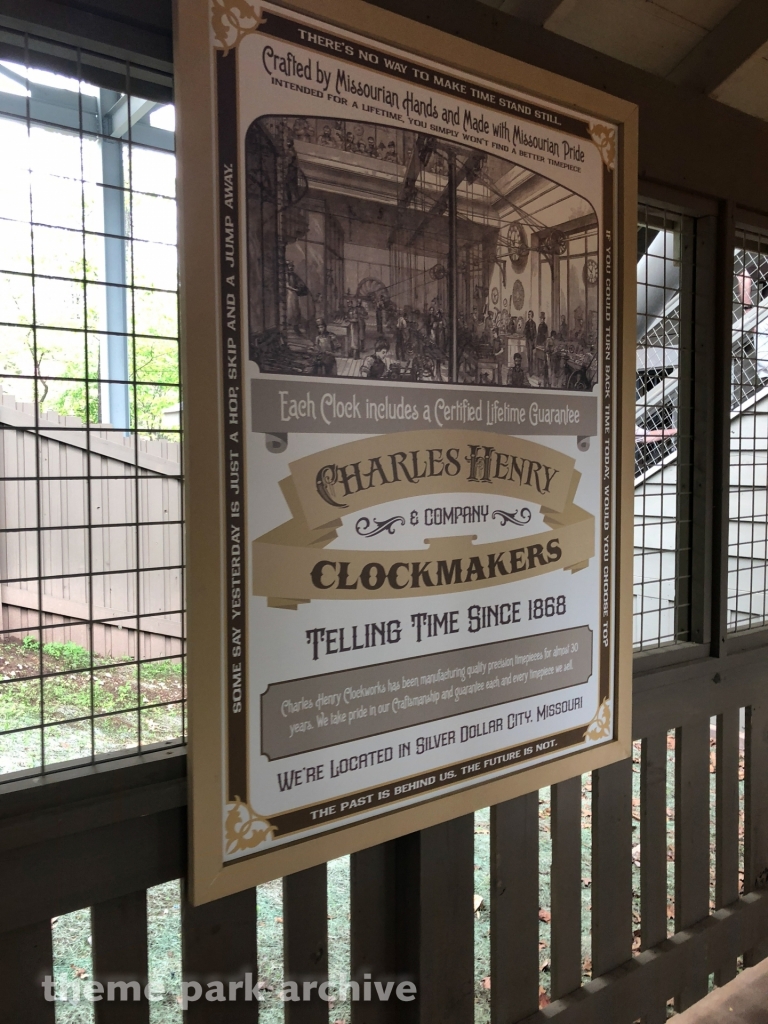 THERE'S NO WAY TO MAKE TIME STAND STILL.
Crafted by Missourian Hands and Made with Missourian Pride
INTENDED FOR A LIFETIME, YOU SIMPLY WON'T FIND A BETTER TIMEPIECE
SOME SAY YESTERDAY IS JUST A HOP, SKIP AND A JUMP AWAY.
IF YOU COULD TURN BACK TIME TODAY, WOULD YOU CHOOSE TO?
Each Clock includes a Certified Lifetime Guarantee
CHARLES HENRY
& COMPANY
CLOCKMAKERS
TELLING TIME SINCE 1868
Charles Henry Clockworks has been manufacturing quality precision timepieces for almost 30
years. We take pride in our Craftsmanship and guarantee each and every timepiece we sell.
WE'RE LOCATED IN SILVER DOLLAR CITY, MISSOURI
THE PAST IS BEHIND US. THE FUTURE IS NOT.
theme park archive